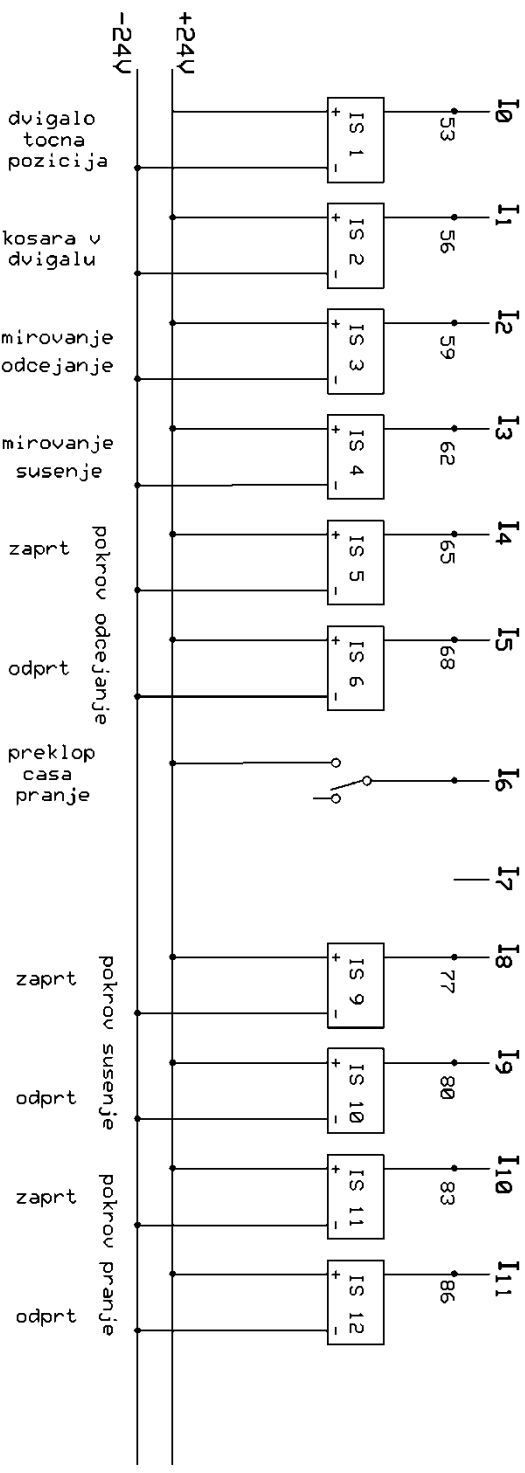 I0
I1
I2
I3
I4
I5
I6
I7
I8
I9
I10
I11
53
56
59
62
65
68
77
80
83
86
+ IS 1 -
+ IS 2 -
+ IS 3 -
+ IS 4 -
+ IS 5 -
+ IS 6 -
+ IS 9 -
+ IS 10 -
+ IS 11 -
+ IS 12 -
+24V
-24V
dvigalo
tocna
pozicija
kosara v
dvigalu
mirovanje
odcejanje
mirovanje
susenje
pokrov odcejanje
zaprt
odprt
preklop
casa
pranje
pokrov susenje
zaprt
odprt
pokrov pranje
zaprt
odprt